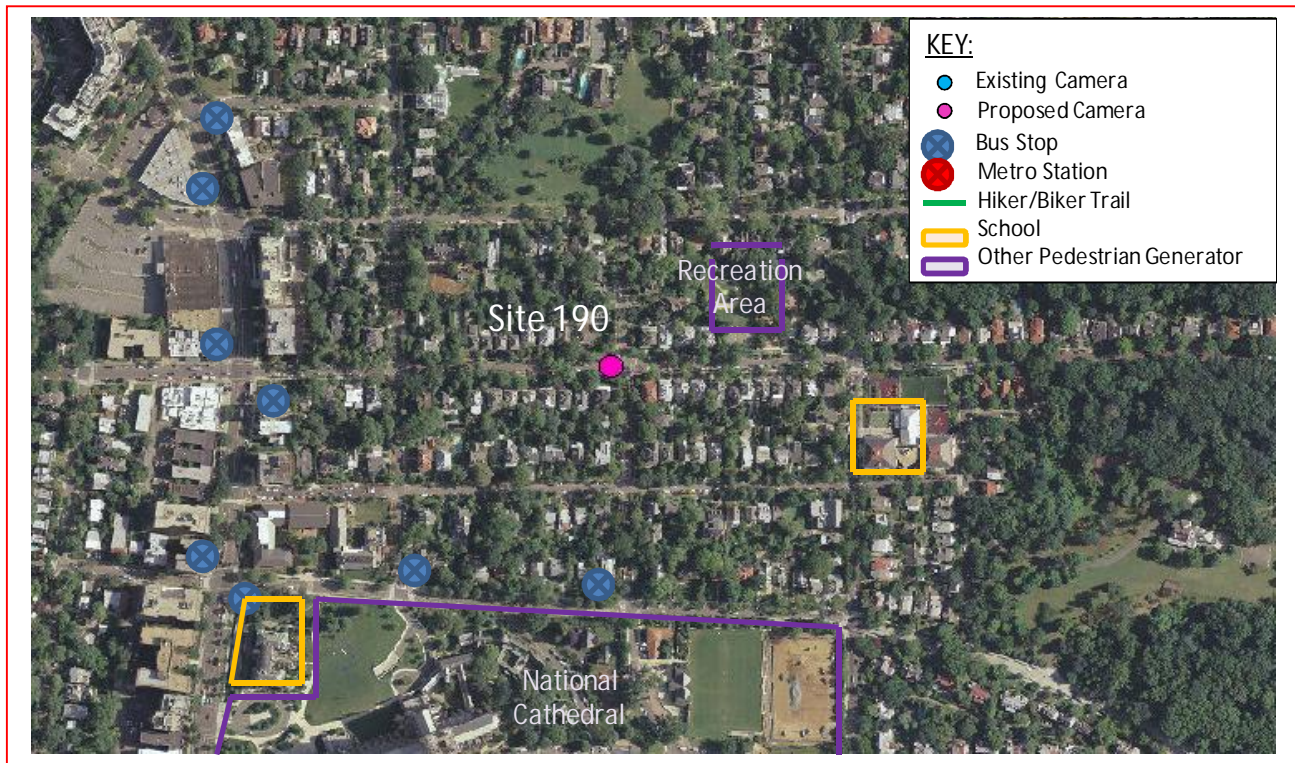 KEY:
Existing Camera
Proposed Camera
Bus Stop
Metro Station
Hiker/Biker Trail
School
Other Pedestrian Generator
Recreation
Area
Site 190
National
Cathedral